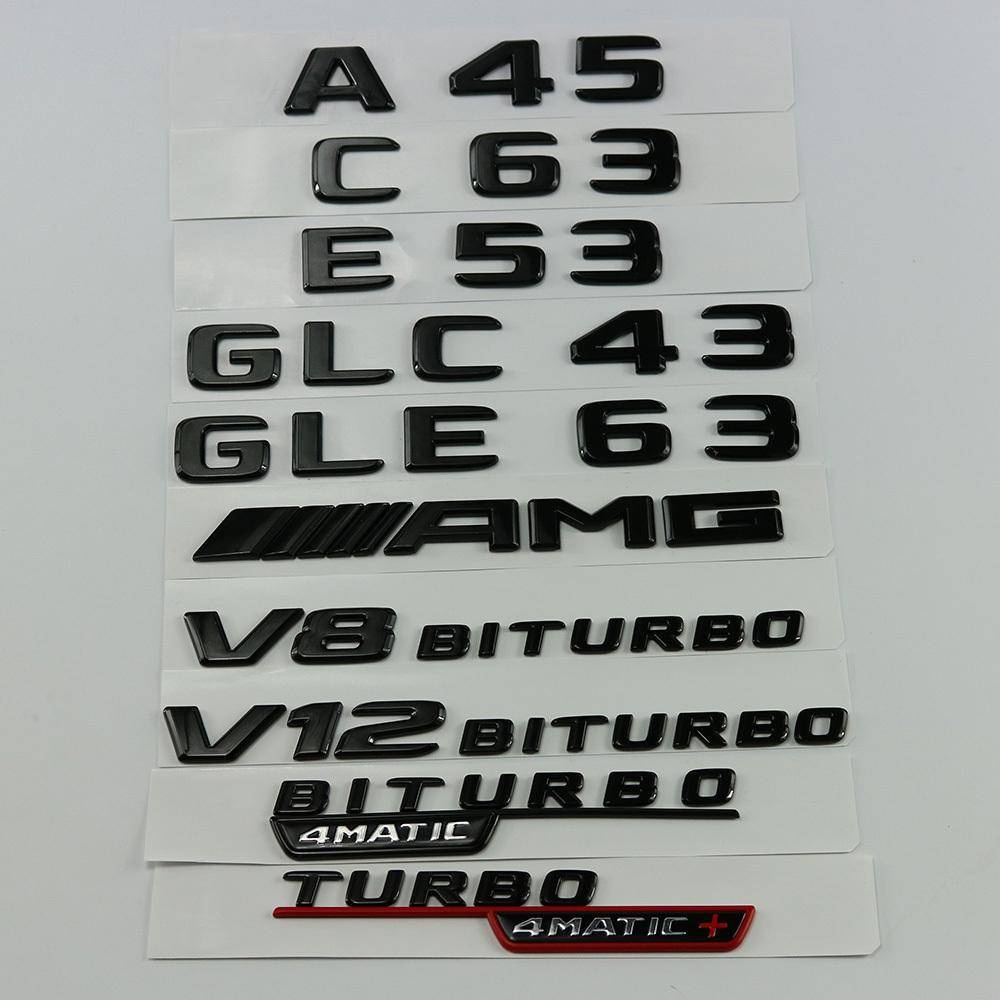 A 45
C 63
E 53
GLC 43
GLE 63
AMG
V8 BITURBO
V12 BITURBO
BITURBO
4MATIC
TURBO
4MATIC+